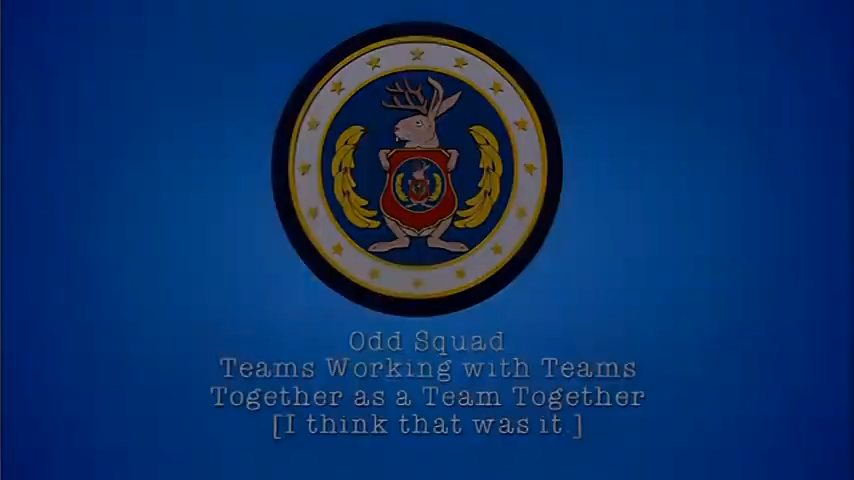 Odd Squad
Teams Working with Teams
Together as a Team Together
[I think that was it.]